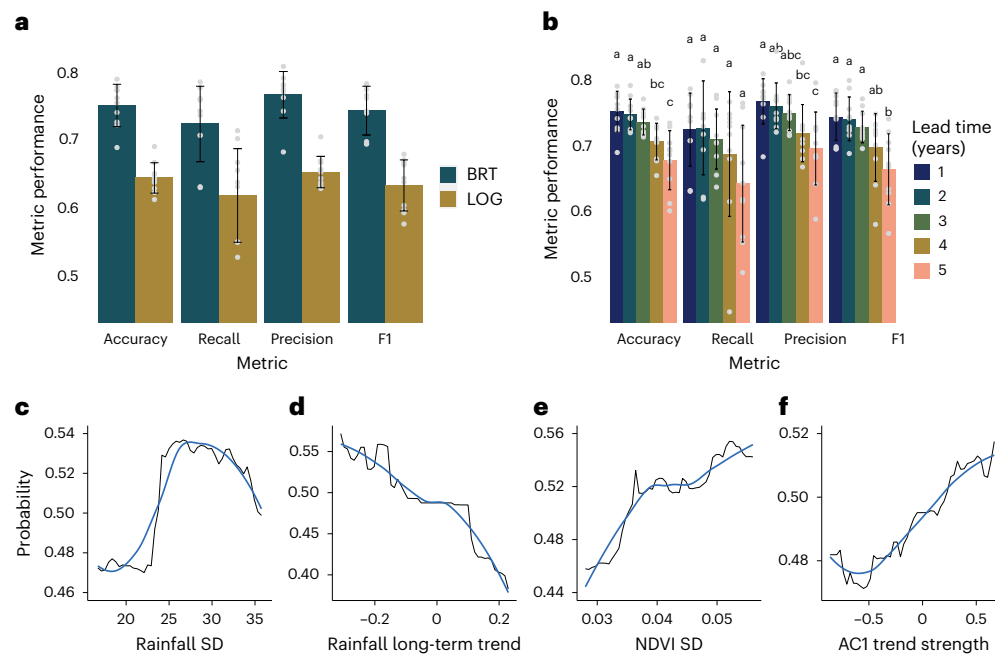 a
Metric performance
0.8
0.7
0.6
0.5
Accuracy
Recall
Precision
F1
Metric
BRT
LOG
b
Metric performance
0.8
0.7
0.6
0.5
a
a
ab
bc
c
a
a
a
a
a
a
ab
abc
bc
c
a
a
a
ab
b
Accuracy
Recall
Precision
F1
Metric
Lead time
(years)
1
2
3
4
5
c
Probability
0.54
0.52
0.50
0.48
0.46
20
25
30
35
Rainfall SD
d
0.55
0.50
0.45
0.40
−0.2
0
0.2
Rainfall long-term trend
e
0.56
0.52
0.48
0.44
0.03
0.04
0.05
NDVI SD
f
0.52
0.50
0.48
−0.5
0
0.5
AC1 trend strength